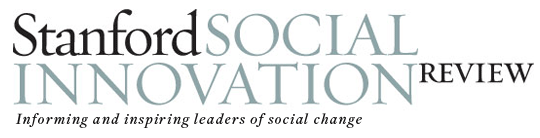 Stanford SOCIAL
INNOVATION REVIEW
Informing and inspiring leaders of social change